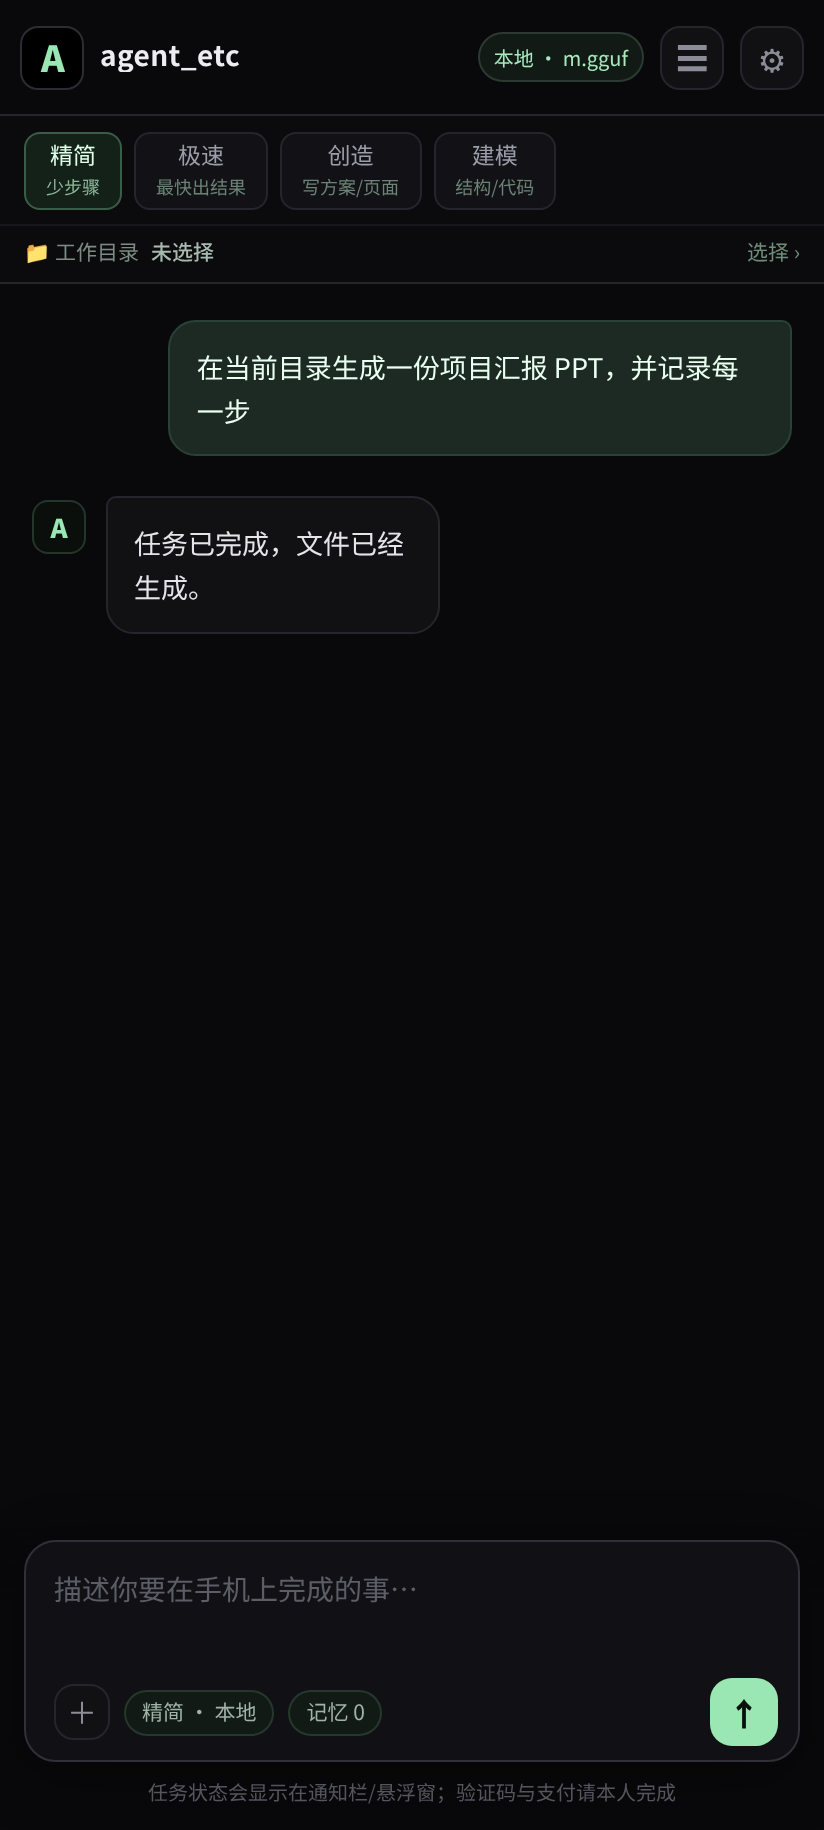 A agent_etc 本地 · m.gguf
精简 极速 创造 建模
少步骤 最快出结果 写方案/页面 结构/代码
工作目录 未选择 选择 ›
在当前目录生成一份项目汇报 PPT，并记录每
一步
A
任务已完成，文件已经
生成。
描述你要在手机上完成的事…
精简 · 本地 记忆 0
任务状态会显示在通知栏/悬浮窗；验证码与支付请本人完成